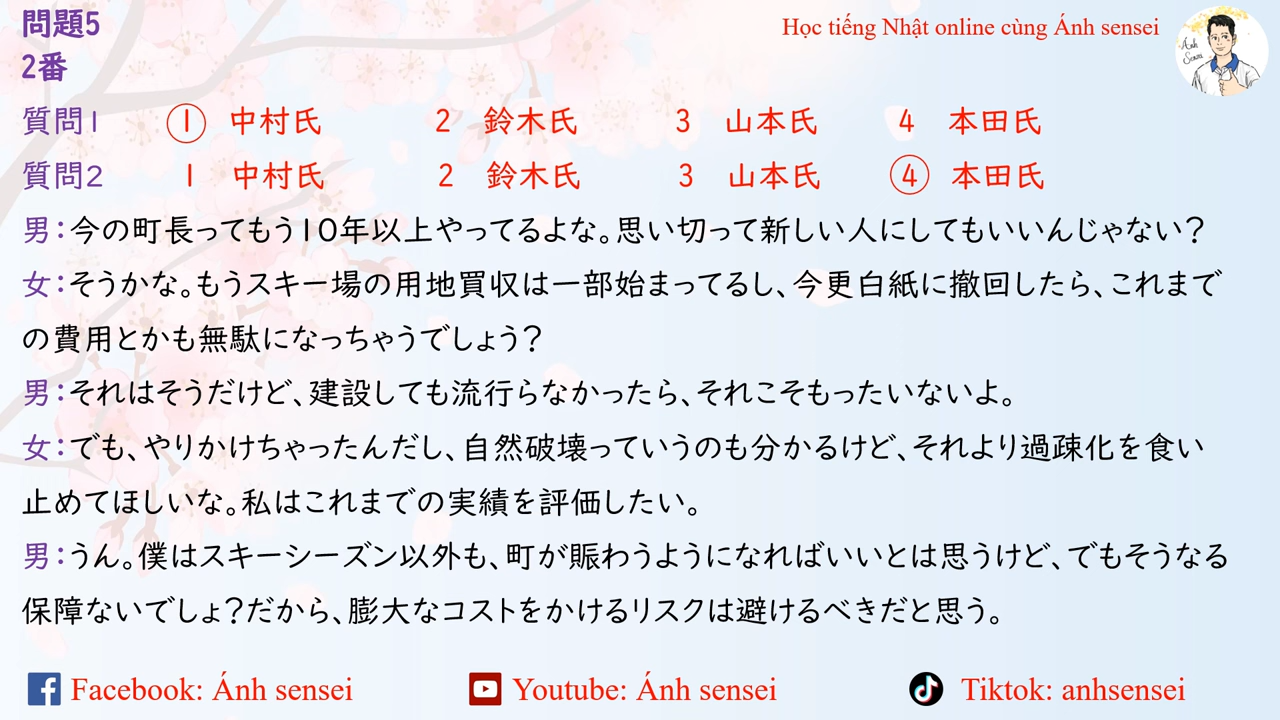 問題5
Học tiếng Nhật online cùng Ánh sensei
Ánh Sensei
2番
質問1 ① 中村氏 2 鈴木氏 3 山本氏 4 本田氏
質問2 1 中村氏 2 鈴木氏 3 山本氏 ④ 本田氏
男：今の町長ってもう10年以上やってるよな。思い切って新しい人にしてもいいんじゃない？
女：そうかな。もうスキー場の用地買収は一部始まってるし、今更白紙に撤回したら、これまで
の費用とかも無駄になっちゃうでしょう？
男：それはそうだけど、建設しても流行らなかったら、それこそもったいないよ。
女：でも、やりかけちゃったんだし、自然破壊っていうのも分かるけど、それより過疎化を食い
止めてほしいな。私はこれまでの実績を評価したい。
男：うん。僕はスキーシーズン以外も、町が賑わうようになればいいとは思うけど、でもそうなる
保障ないでしょ？だから、膨大なコストをかけるリスクは避けるべきだと思う。
Facebook: Ánh sensei Youtube: Ánh sensei Tiktok: anhsensei